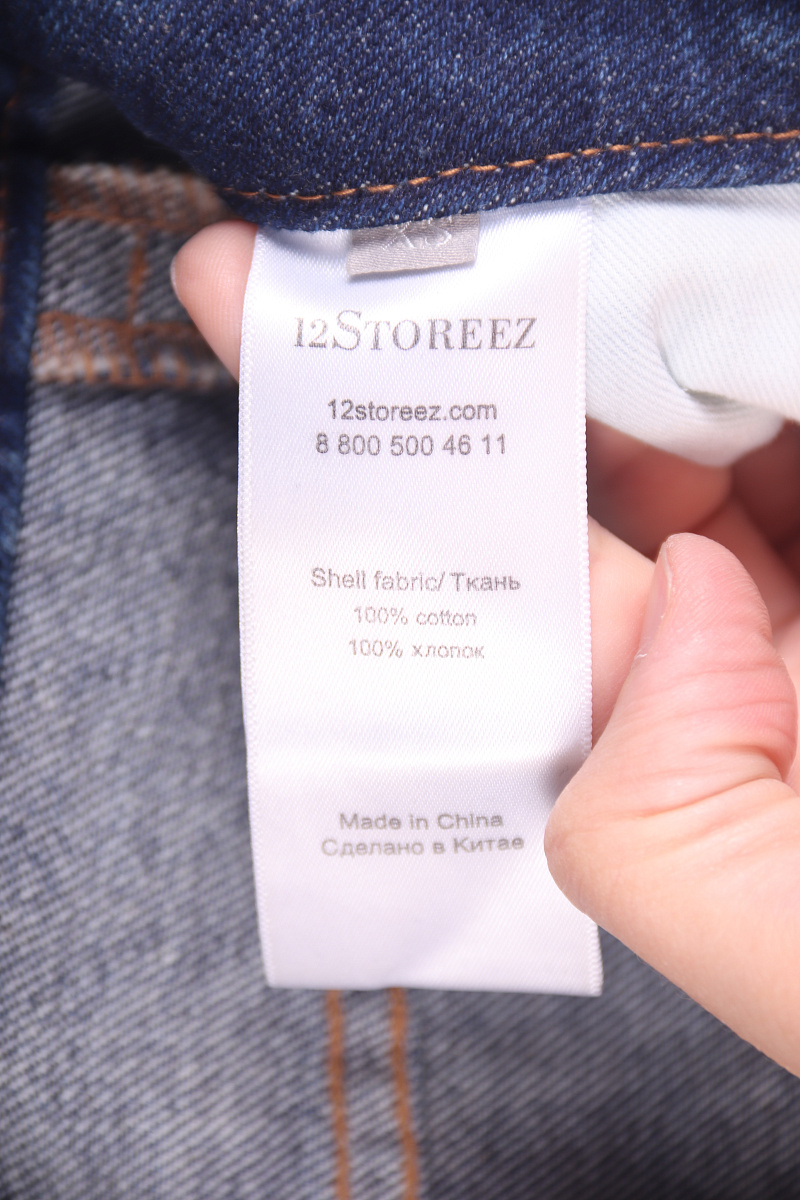 XS
12STOREEZ
12storeez.com
8 800 500 46 11
Shell fabric/ Ткань
100% cotton
100% хлопок
Made in China
Сделано в Китае